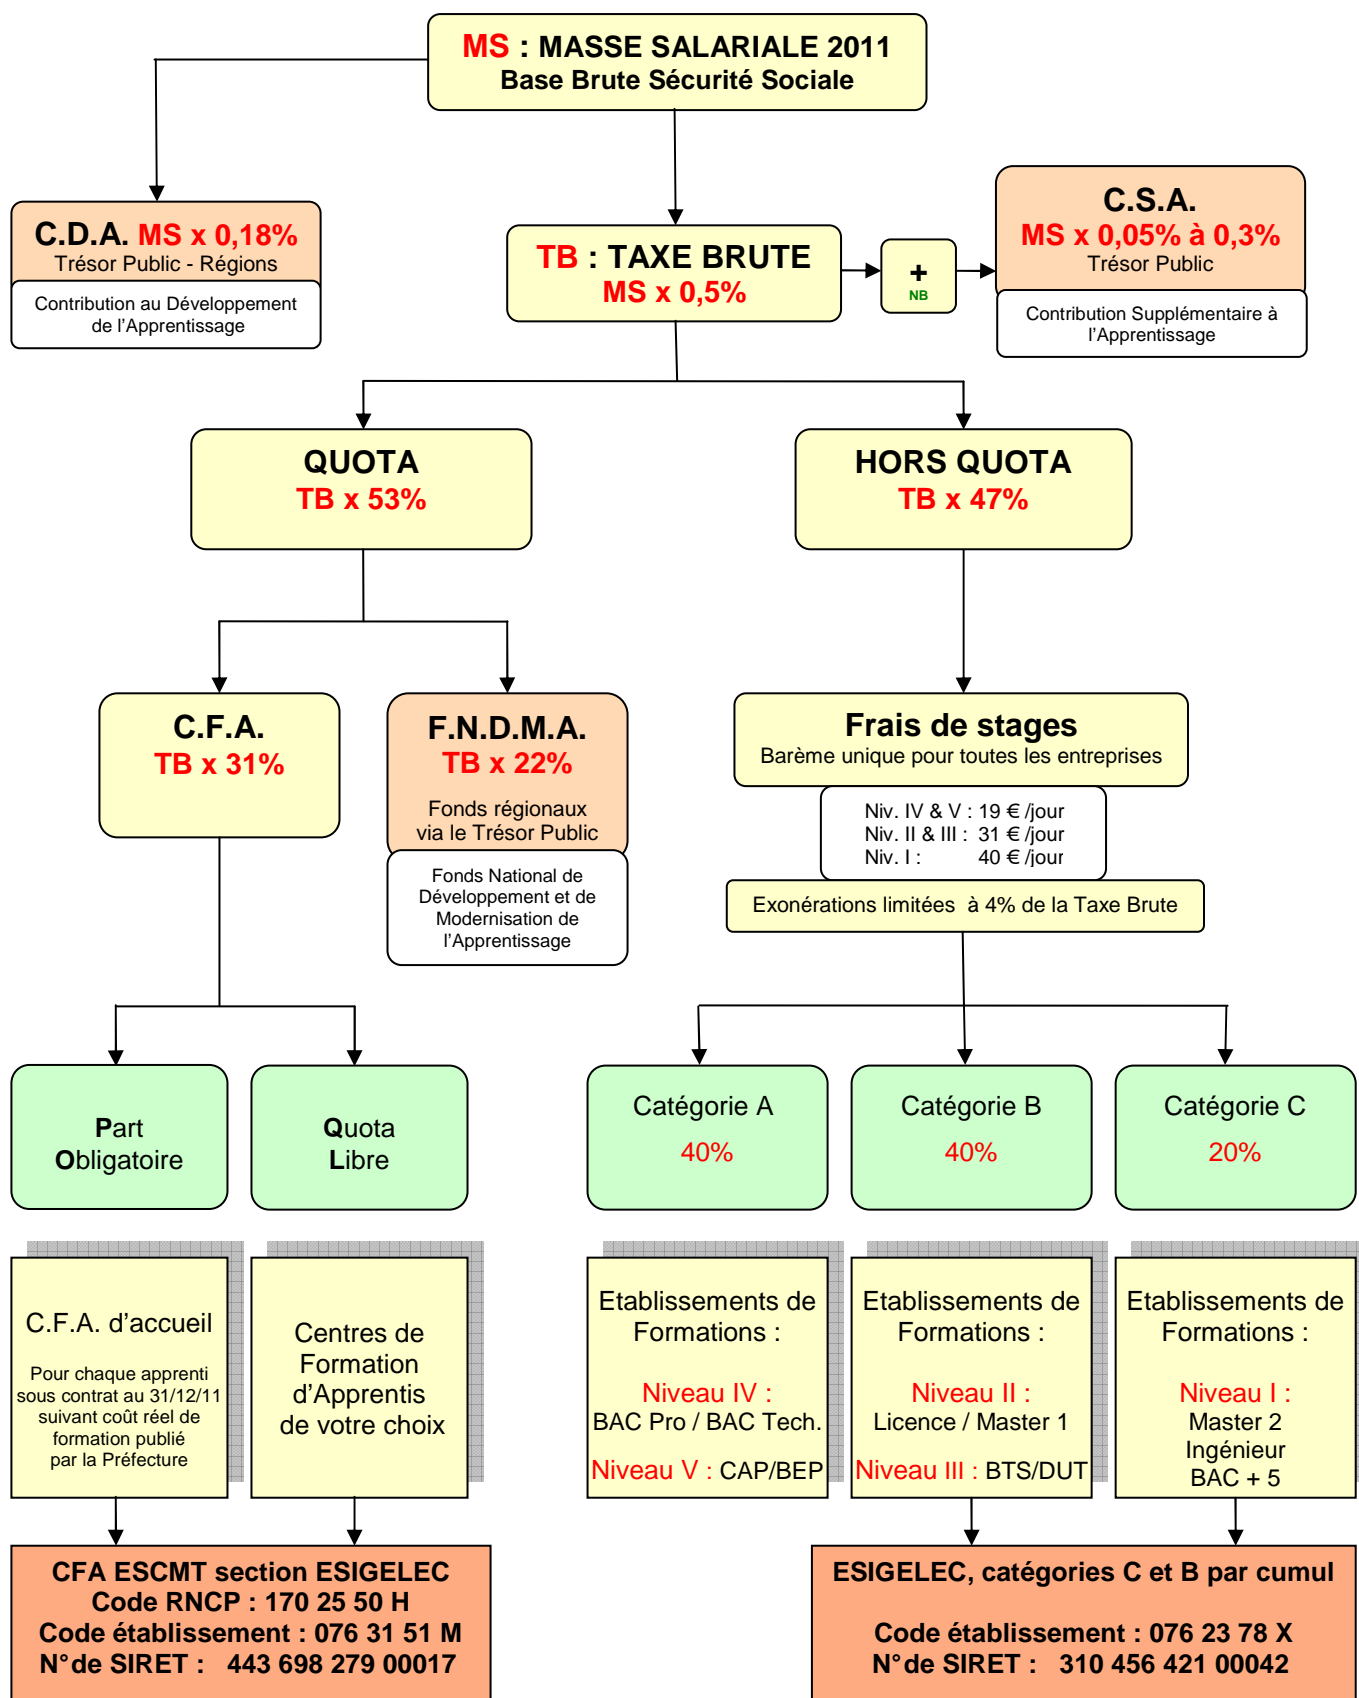 MS : MASSE SALARIALE 2011
Base Brute Sécurité Sociale
C.D.A. MS x 0,18%
Trésor Public - Régions
Contribution au Développement
de l'Apprentissage
TB : TAXE BRUTE
MS x 0,5%
+
NB
C.S.A.
MS x 0,05% à 0,3%
Trésor Public
Contribution Supplémentaire à
l'Apprentissage
QUOTA
TB x 53%
HORS QUOTA
TB x 47%
C.F.A.
TB x 31%
F.N.D.M.A.
TB x 22%
Fonds régionaux
via le Trésor Public
Fonds National de
Développement et de
Modernisation de
l'Apprentissage
Frais de stages
Barème unique pour toutes les entreprises
Niv. IV & V : 19 € /jour
Niv. II & III : 31 € /jour
Niv. I : 40 € /jour
Exonérations limitées à 4% de la Taxe Brute
Part
Obligatoire
Quota
Libre
Catégorie A
40%
Catégorie B
40%
Catégorie C
20%
C.F.A. d'accueil
Pour chaque apprenti
sous contrat au 31/12/11
suivant coût réel de
formation publié
par la Préfecture
Centres de
Formation
d'Apprentis
de votre choix
Etablissements de
Formations :
Niveau IV :
BAC Pro / BAC Tech.
Niveau V : CAP/BEP
Etablissements de
Formations :
Niveau II :
Licence / Master 1
Niveau III : BTS/DUT
Etablissements de
Formations :
Niveau I :
Master 2
Ingénieur
BAC + 5
CFA ESCMT section ESIGELEC
Code RNCP : 170 25 50 H
Code établissement : 076 31 51 M
N° de SIRET : 443 698 279 00017
ESIGELEC, catégories C et B par cumul
Code établissement : 076 23 78 X
N° de SIRET : 310 456 421 00042